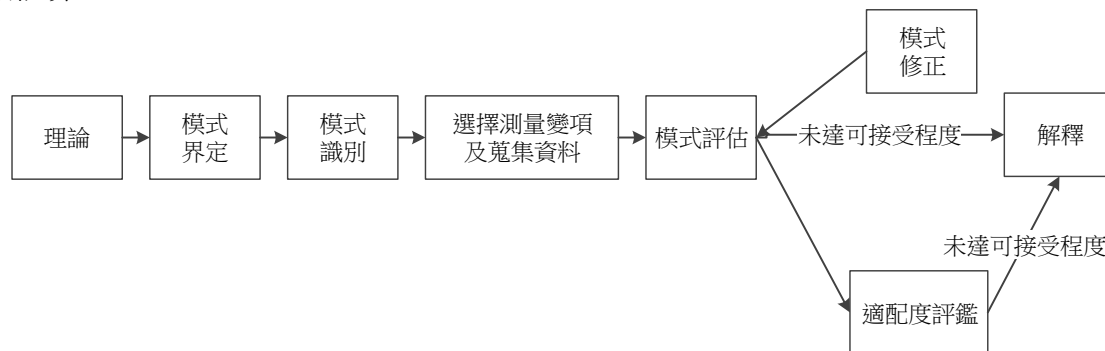 理論
模式
界定
模式
識別
選擇測量變項
及蒐集資料
模式評估
模式
修正
未達可接受程度
解釋
未達可接受程度
適配度評鑑